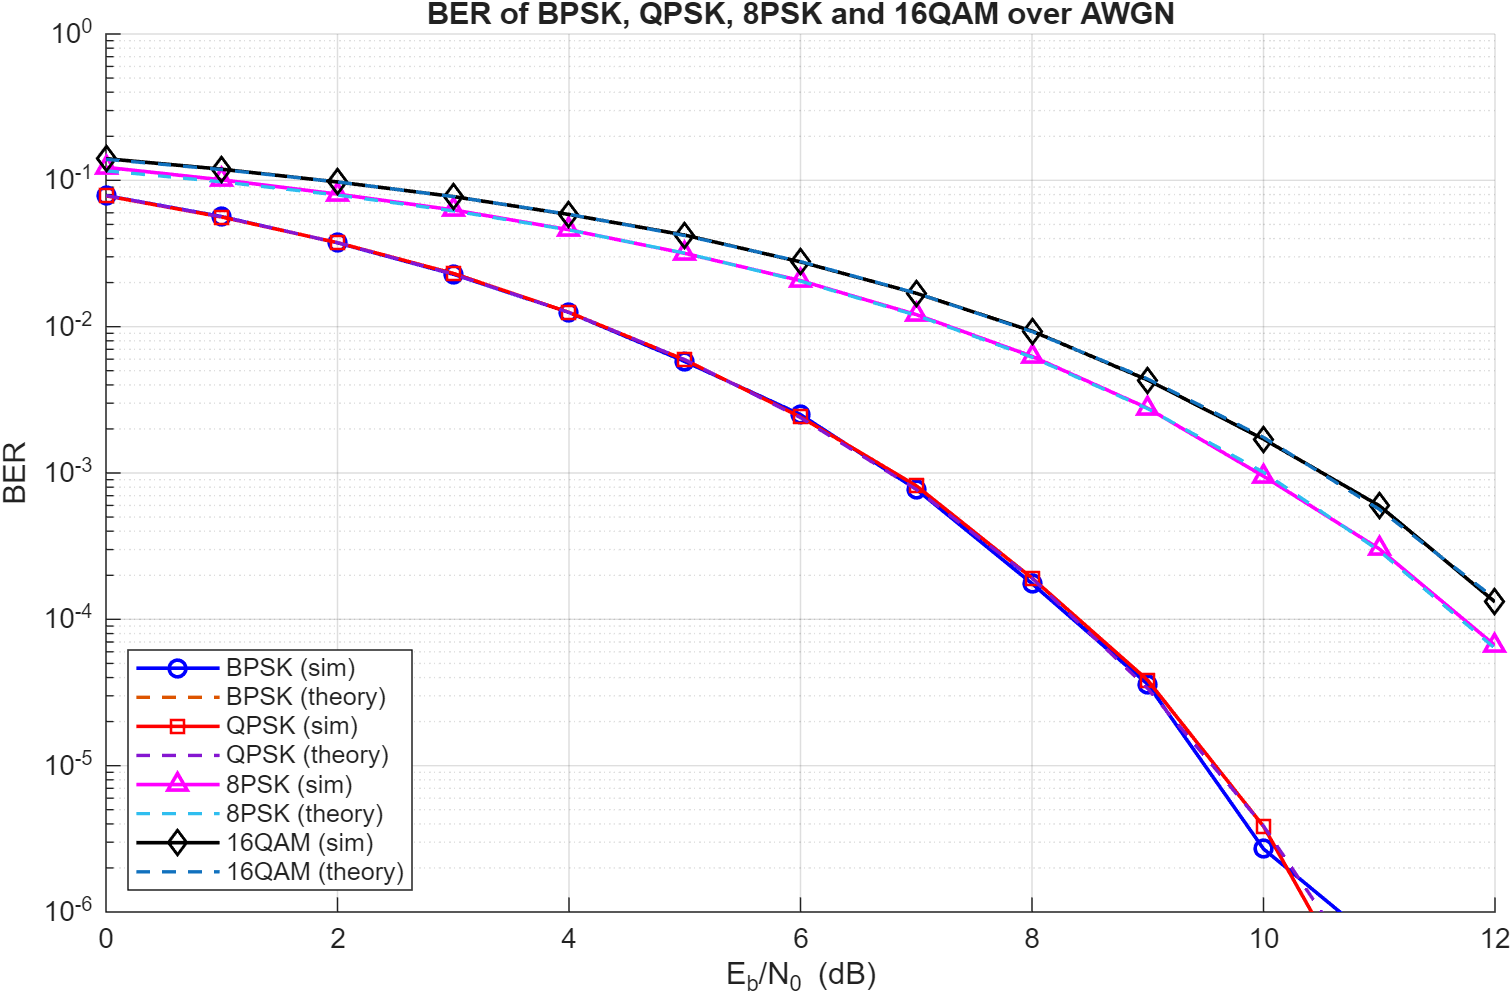 BER of BPSK, QPSK, 8PSK and 16QAM over AWGN
10^0
10^-1
10^-2
10^-3
10^-4
10^-5
10^-6
BER
BPSK (sim)
BPSK (theory)
QPSK (sim)
QPSK (theory)
8PSK (sim)
8PSK (theory)
16QAM (sim)
16QAM (theory)
0 2 4 6 8 10 12
E_b/N_0 (dB)